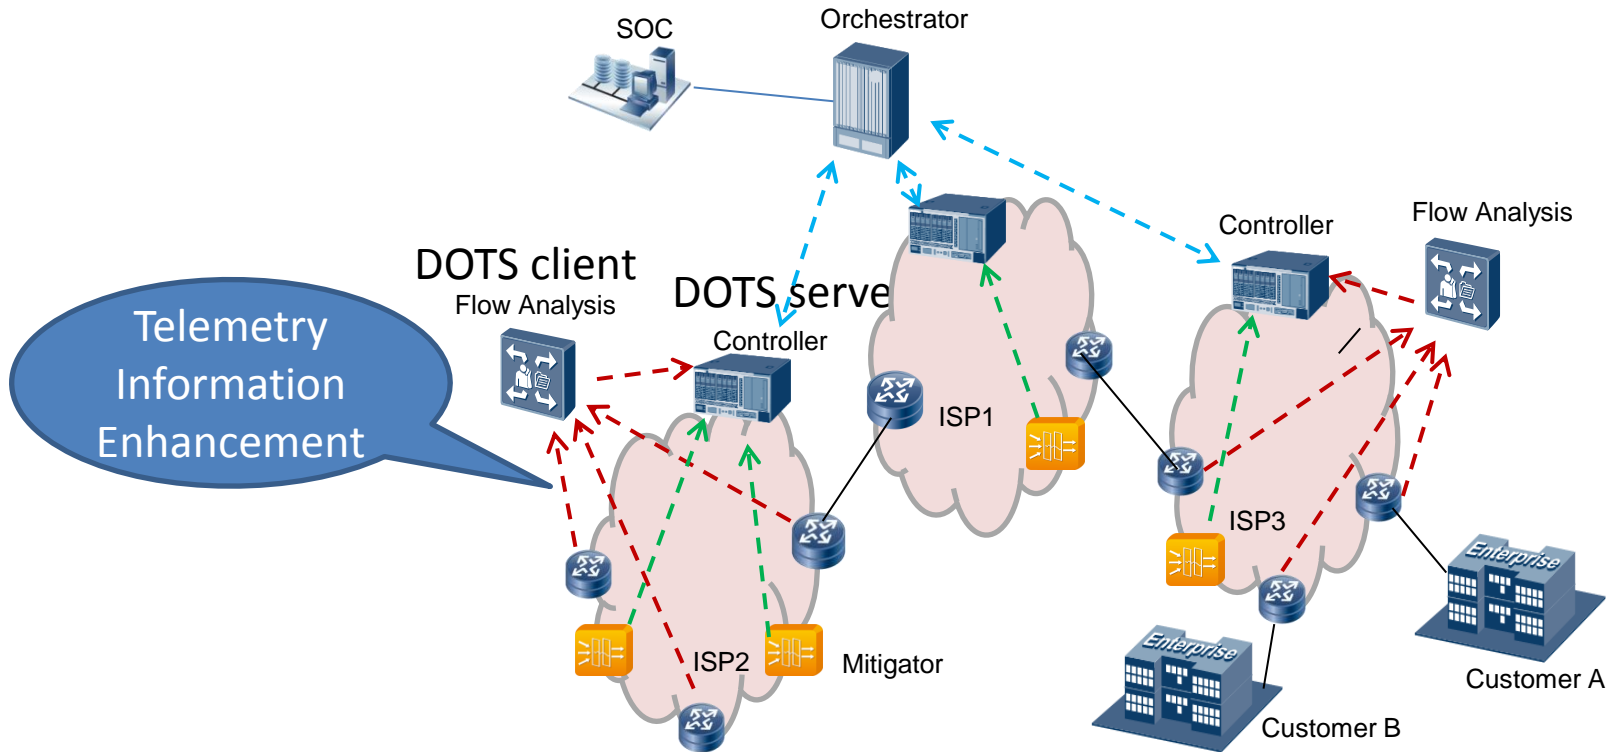 Orchestrator
SOC
Flow Analysis
Controller
DOTS client
Flow Analysis
DOTS serve
Controller
Telemetry
Information
Enhancement
ISP1
ISP3
Enterprise
Enterprise
ISP2
Mitigator
Customer A
Customer B